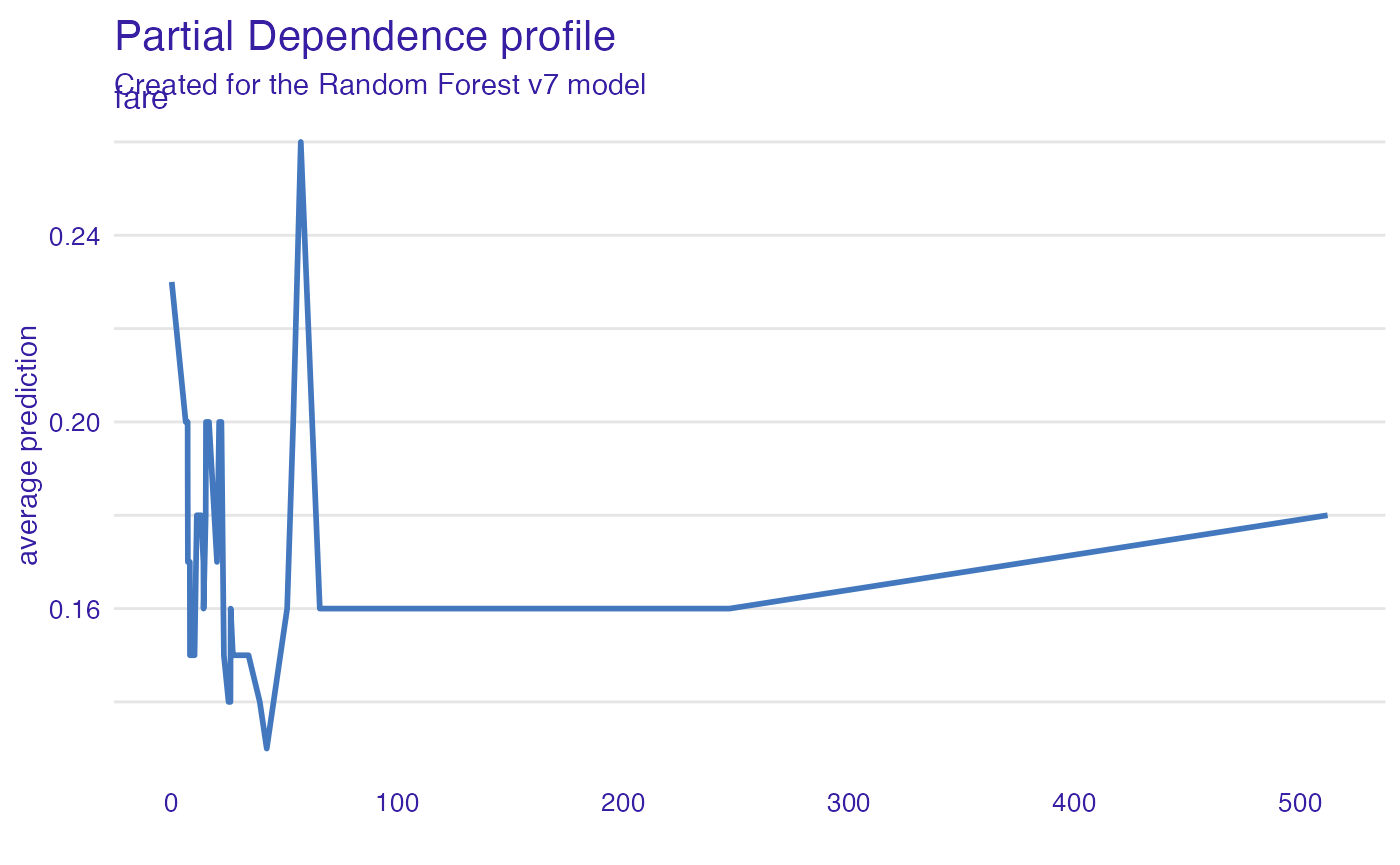 Partial Dependence profile
Created for the Random Forest v7 model
fare
average prediction
0.24
0.20
0.16
0
100
200
300
400
500